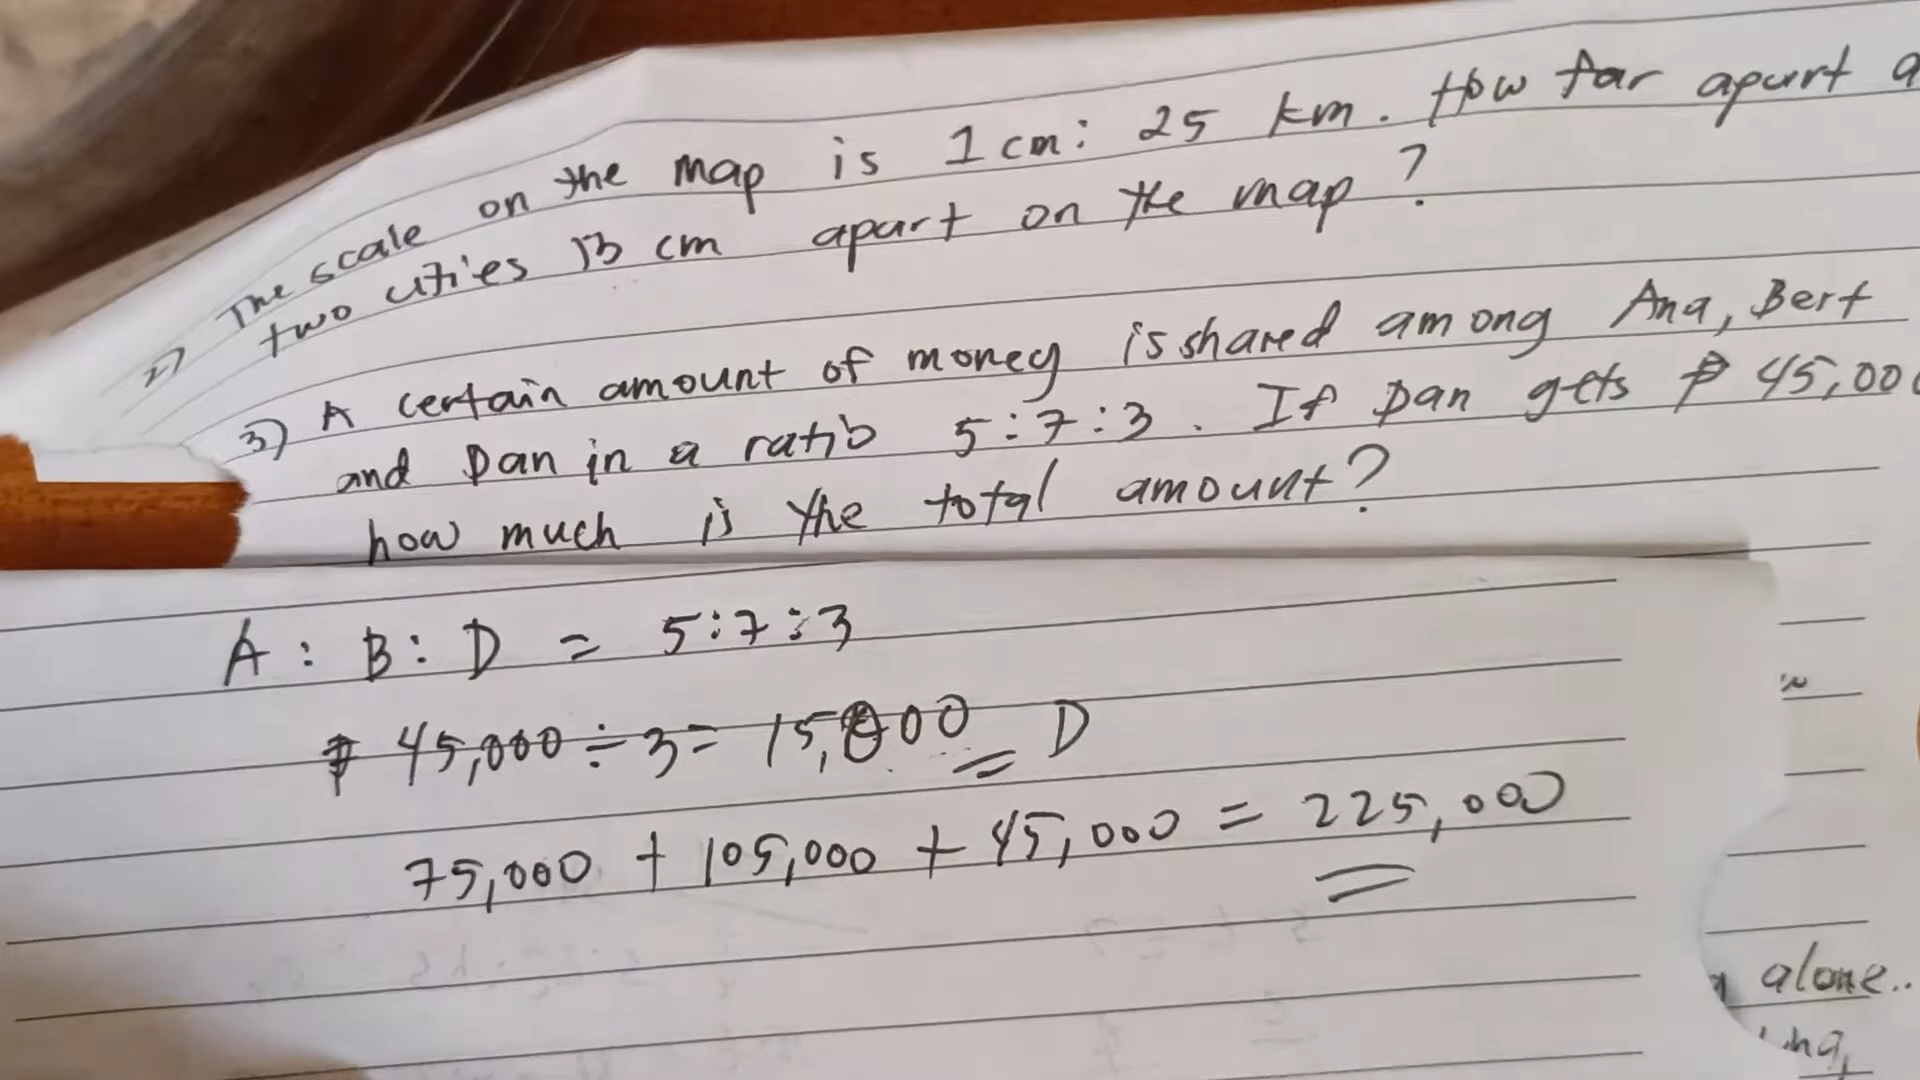 2) The scale on the map is 1 cm: 25 km. How far apart a
two cities 13 cm apart on the map?
3) A certain amount of money is shared among Ana, Bert
and Dan in a ratio 5:7:3. If Dan gets ₱ 45,000
how much is the total amount?
A : B : D = 5:7:3
₱ 45,000 ÷ 3 = 15,000 D
75,000 + 105,000 + 45,000 = 225,000
alone..